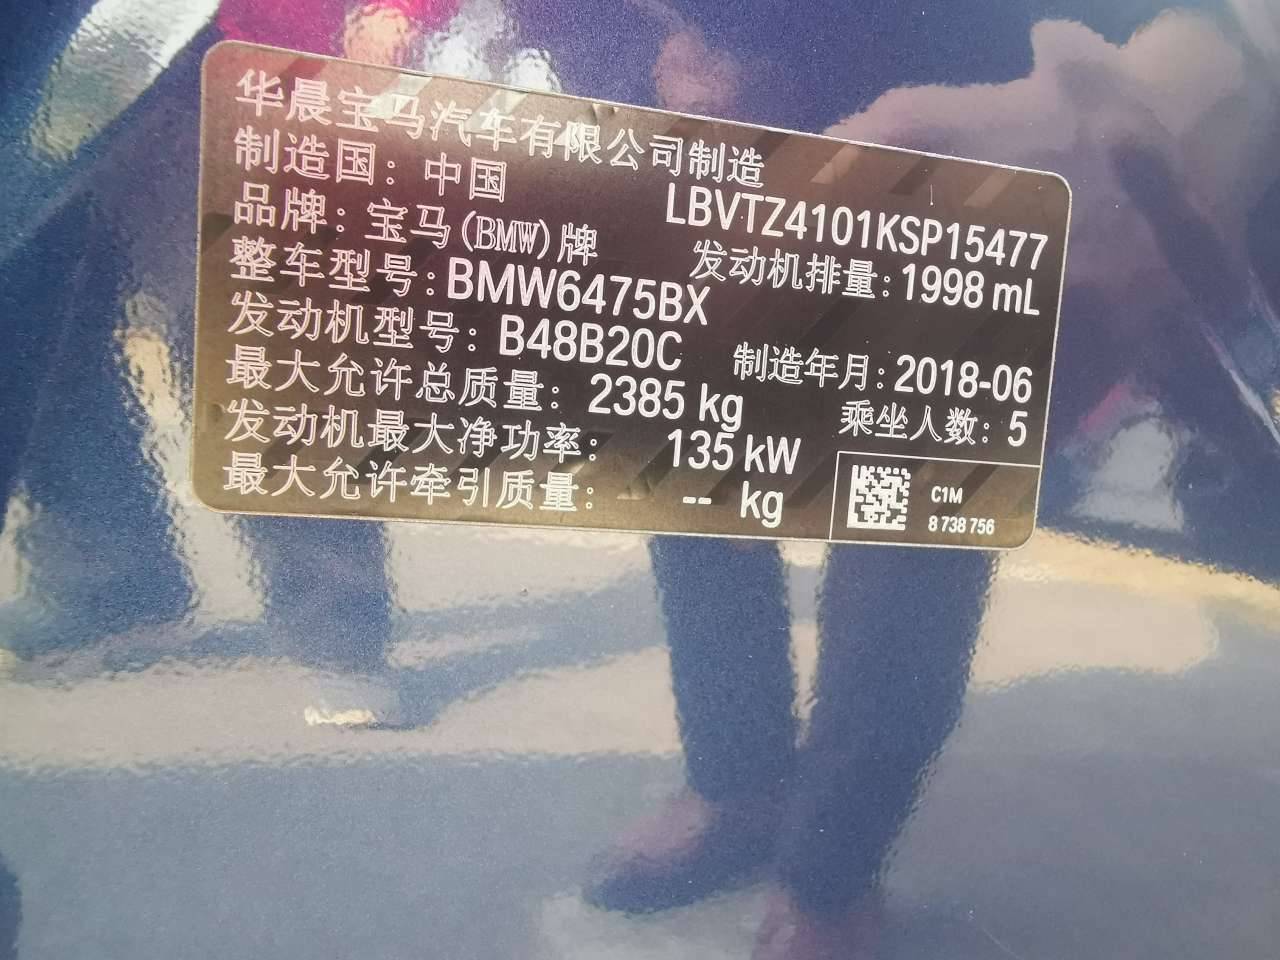 华晨宝马汽车有限公司制造
制造国：中国 LBVTZ4101KSP15477
品牌：宝马(BMW)牌 发动机排量：1998 mL
整车型号：BMW6475BX
发动机型号：B48B20C 制造年月：2018-06
最大允许总质量：2385 kg 乘坐人数：5
发动机最大净功率：135 kW
最大允许牵引质量：-- kg
C1M
8 738 756